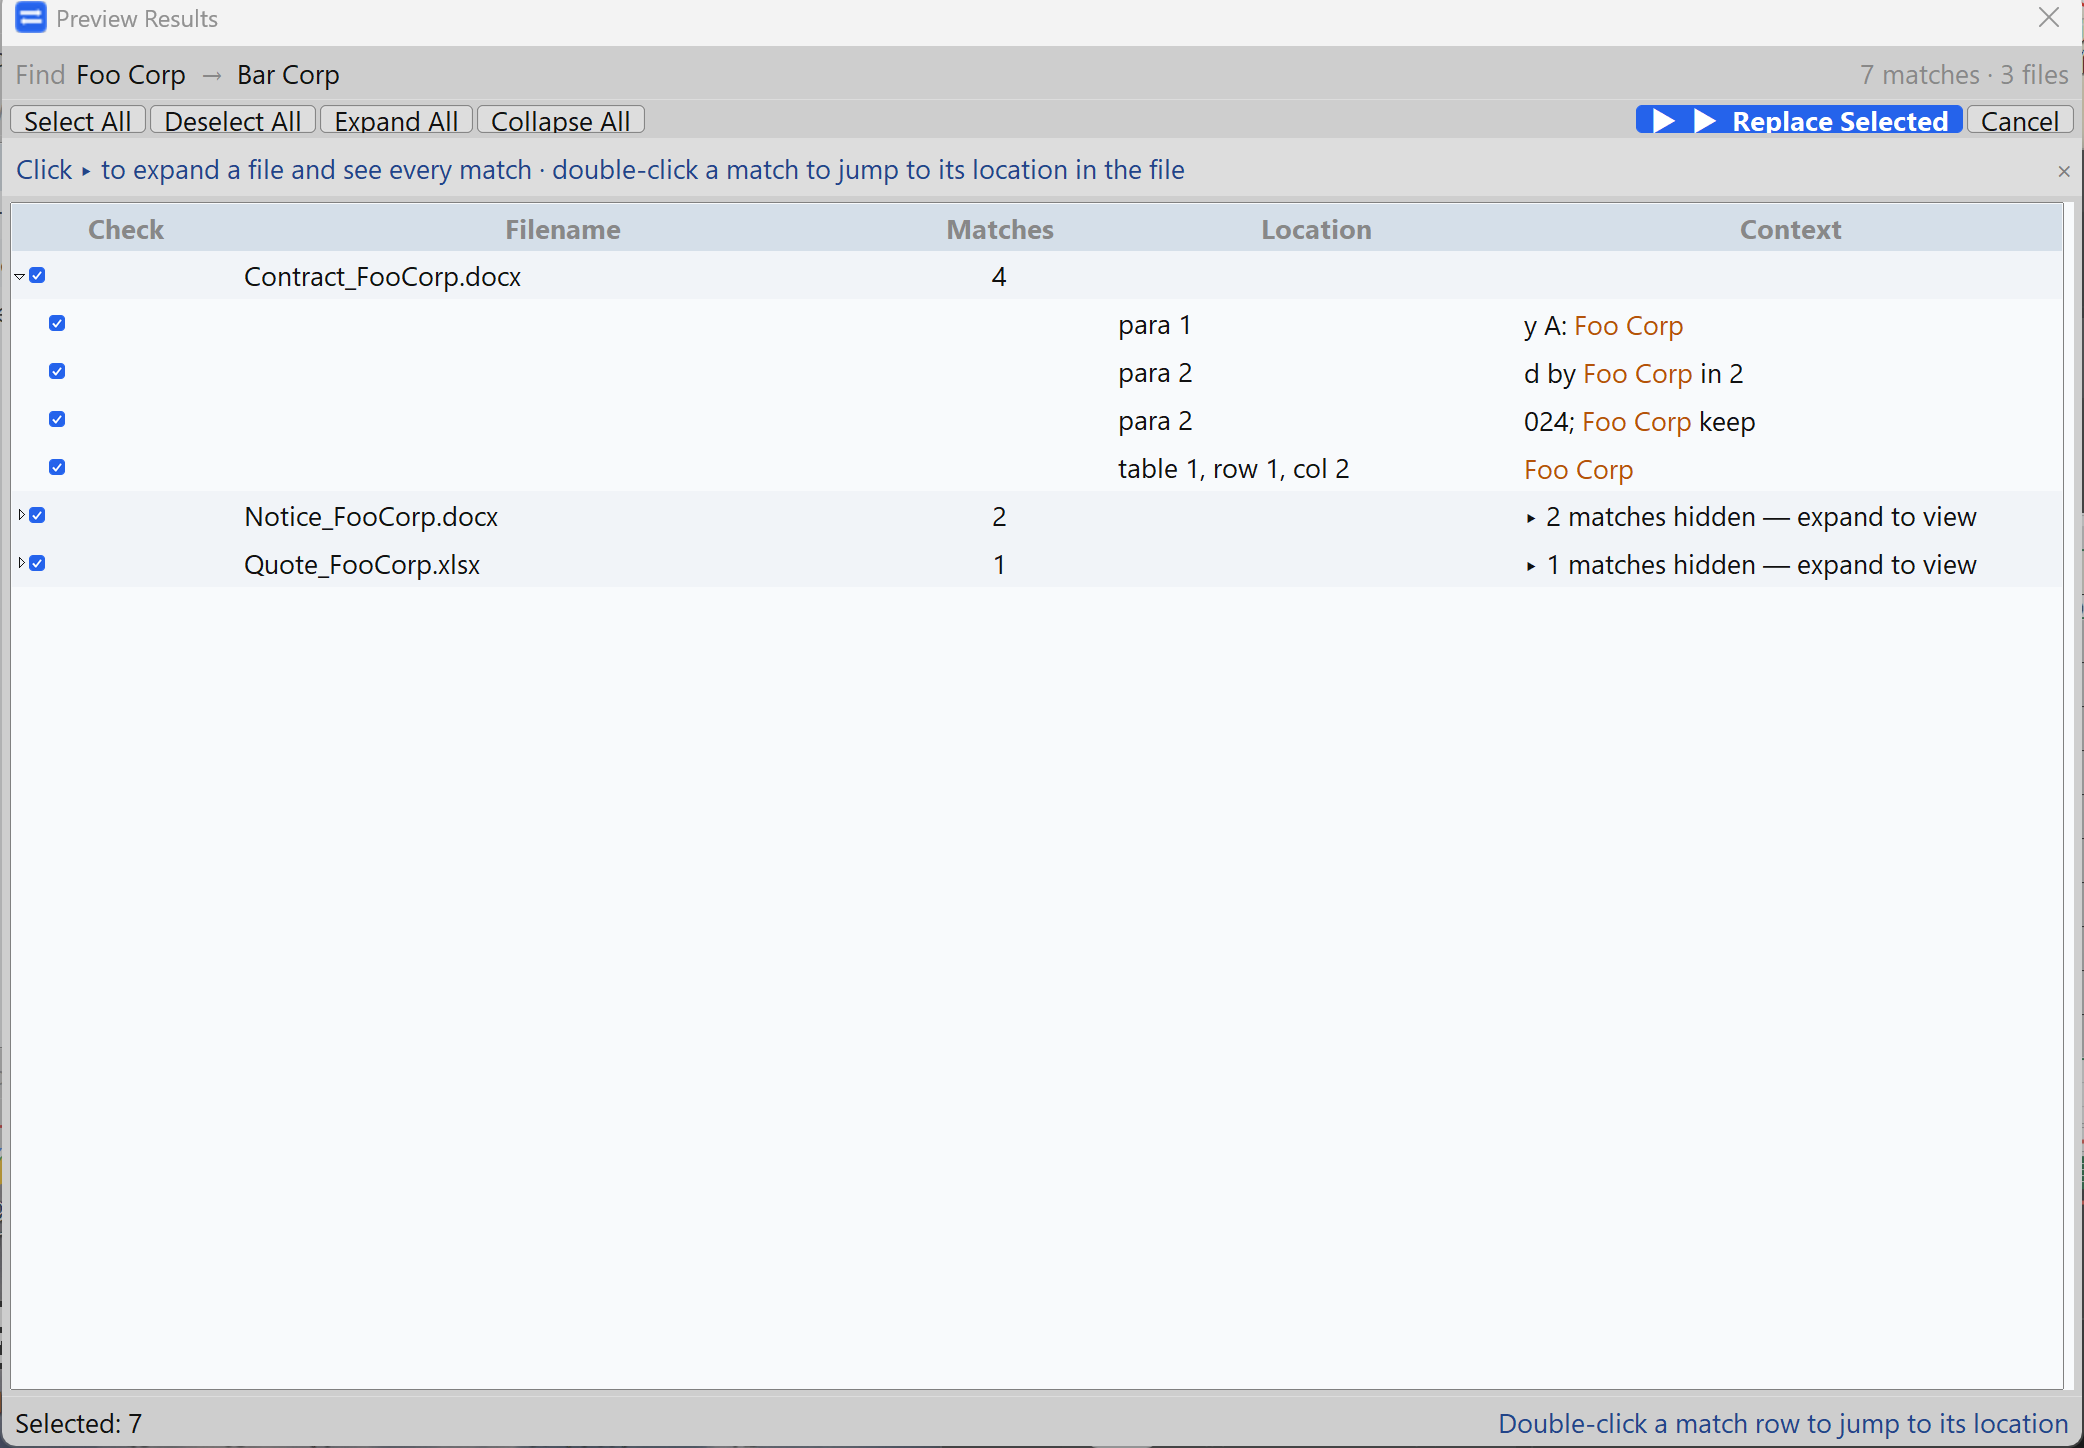 Preview Results
Find Foo Corp → Bar Corp 7 matches · 3 files
Select All Deselect All Expand All Collapse All ▶ ▶ Replace Selected Cancel
Click ▸ to expand a file and see every match · double-click a match to jump to its location in the file ×
Check Filename Matches Location Context
Contract_FooCorp.docx 4
para 1 y A: Foo Corp
para 2 d by Foo Corp in 2
para 2 024; Foo Corp keep
table 1, row 1, col 2 Foo Corp
Notice_FooCorp.docx 2 ▸ 2 matches hidden — expand to view
Quote_FooCorp.xlsx 1 ▸ 1 matches hidden — expand to view
Selected: 7 Double-click a match row to jump to its location